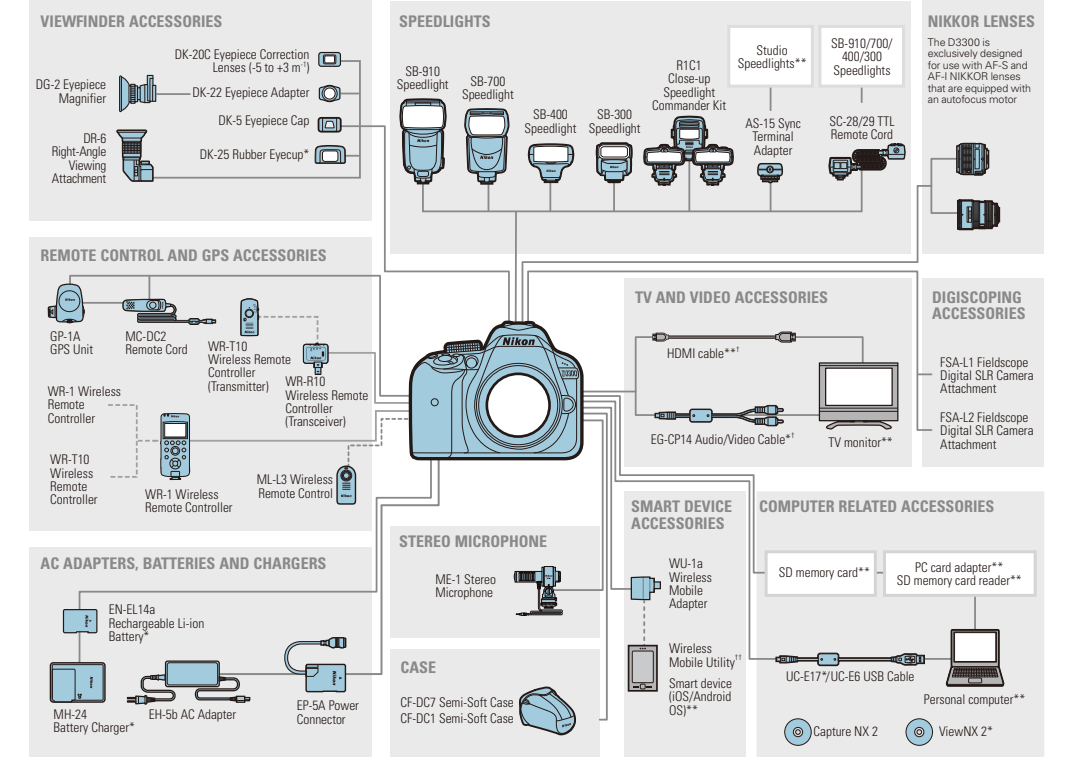 VIEWFINDER ACCESSORIES
DK-20C Eyepiece Correction
Lenses (-5 to +3 m⁻¹)
DG-2 Eyepiece
Magnifier
DK-22 Eyepiece Adapter
DK-5 Eyepiece Cap
DR-6
Right-Angle
Viewing
Attachment
DK-25 Rubber Eyecup*
SPEEDLIGHTS
SB-910
Speedlight
SB-700
Speedlight
SB-400
Speedlight
SB-300
Speedlight
R1C1
Close-up
Speedlight
Commander Kit
Studio
Speedlights**
AS-15 Sync
Terminal
Adapter
SB-910/700/
400/300
Speedlights
SC-28/29 TTL
Remote Cord
Nikon
Nikon
NIKKOR LENSES
The D3300 is
exclusively designed
for use with AF-S and
AF-I NIKKOR lenses
that are equipped with
an autofocus motor
REMOTE CONTROL AND GPS ACCESSORIES
GP-1A
GPS Unit
MC-DC2
Remote Cord
WR-T10
Wireless Remote
Controller
(Transmitter)
WR-R10
Wireless Remote
Controller
(Transceiver)
WR-1 Wireless
Remote
Controller
WR-T10
Wireless
Remote
Controller
WR-1 Wireless
Remote Controller
ML-L3 Wireless
Remote Control
Nikon
D3300
TV AND VIDEO ACCESSORIES
HDMI cable**†
EG-CP14 Audio/Video Cable*†
TV monitor**
DIGISCOPING
ACCESSORIES
FSA-L1 Fieldscope
Digital SLR Camera
Attachment
FSA-L2 Fieldscope
Digital SLR Camera
Attachment
AC ADAPTERS, BATTERIES AND CHARGERS
EN-EL14a
Rechargeable Li-ion
Battery*
MH-24
Battery Charger*
EH-5b AC Adapter
EP-5A Power
Connector
STEREO MICROPHONE
ME-1 Stereo
Microphone
CASE
CF-DC7 Semi-Soft Case
CF-DC1 Semi-Soft Case
SMART DEVICE
ACCESSORIES
WU-1a
Wireless
Mobile
Adapter
Wireless
Mobile Utility††
Smart device
(iOS/Android
OS)**
COMPUTER RELATED ACCESSORIES
SD memory card**
PC card adapter**
SD memory card reader**
UC-E17*/UC-E6 USB Cable
Personal computer**
Capture NX 2
ViewNX 2*